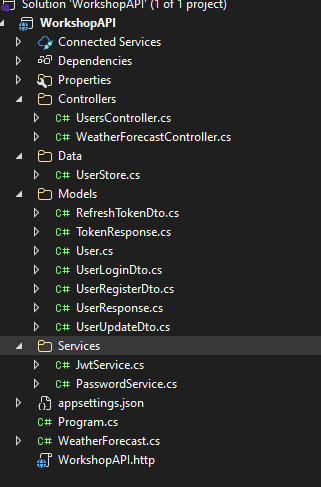 Solution 'WorkshopAPI' (1 of 1 project)
WorkshopAPI
Connected Services
Dependencies
Properties
Controllers
C# UsersController.cs
C# WeatherForecastController.cs
Data
C# UserStore.cs
Models
C# RefreshTokenDto.cs
C# TokenResponse.cs
C# User.cs
C# UserLoginDto.cs
C# UserRegisterDto.cs
C# UserResponse.cs
C# UserUpdateDto.cs
Services
C# JwtService.cs
C# PasswordService.cs
appsettings.json
C# Program.cs
C# WeatherForecast.cs
WorkshopAPI.http